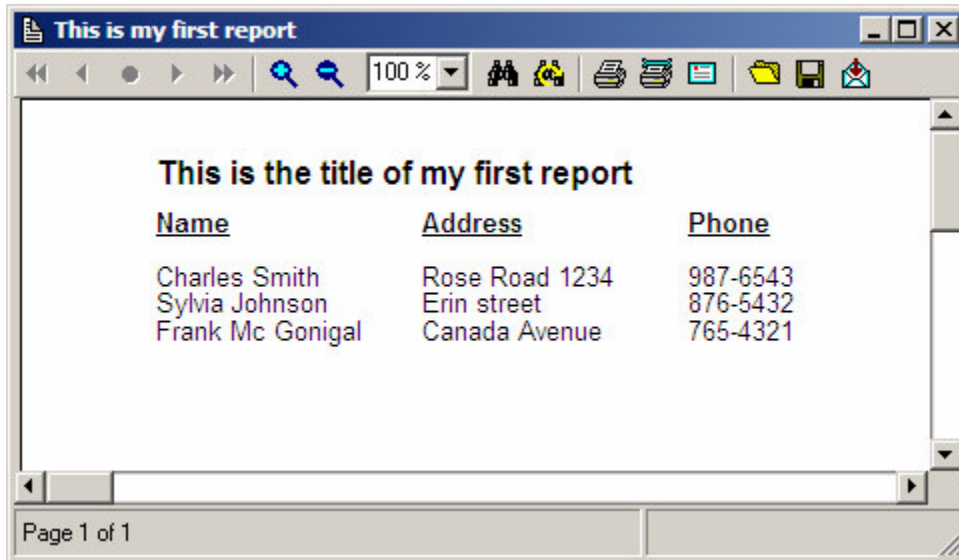 This is my first report
100 %
This is the title of my first report
Name Address Phone
Charles Smith Rose Road 1234 987-6543
Sylvia Johnson Erin street 876-5432
Frank Mc Gonigal Canada Avenue 765-4321
Page 1 of 1